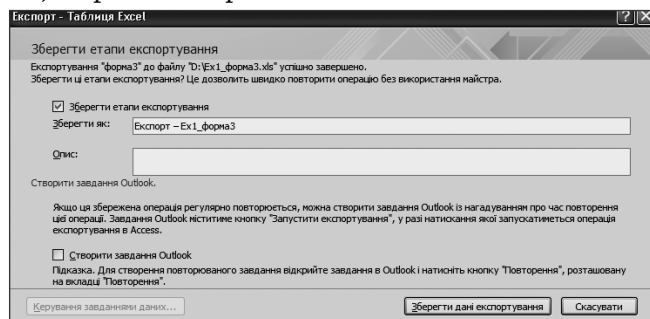 Експорт - Таблиця Excel
Зберегти етапи експортування
Експортування "форма3" до файлу "D:\Ex1_форма3.xls" успішно завершено.
Зберегти ці етапи експортування? Це дозволить швидко повторити операцію без використання майстра.
Зберегти етапи експортування
Зберегти як:
Експорт – Ex1_форма3
Опис:
Створити завдання Outlook.
Якщо ця збережена операція регулярно повторюється, можна створити завдання Outlook із нагадуванням про час повторення
цієї операції. Завдання Outlook міститиме кнопку "Запустити експортування", у разі натискання якої запускатиметься операція
експортування в Access.
Створити завдання Outlook
Підказка. Для створення повторюваного завдання відкрийте завдання в Outlook і натисніть кнопку "Повторення", розташовану
на вкладці "Повторення".
Керування завданнями даних...
Зберегти дані експортування
Скасувати